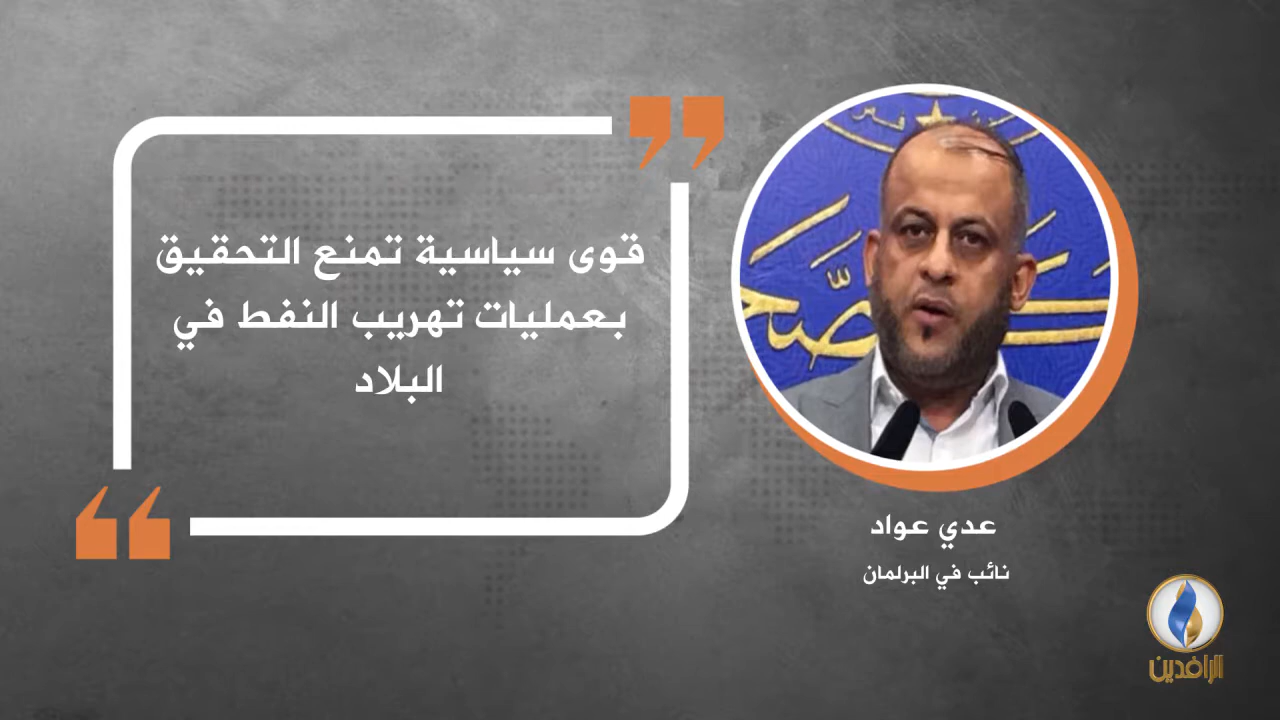 قوى سياسية تمنع التحقيق
بعمليات تهريب النفط في
البلاد
عدي عواد
نائب في البرلمان
الرافدين